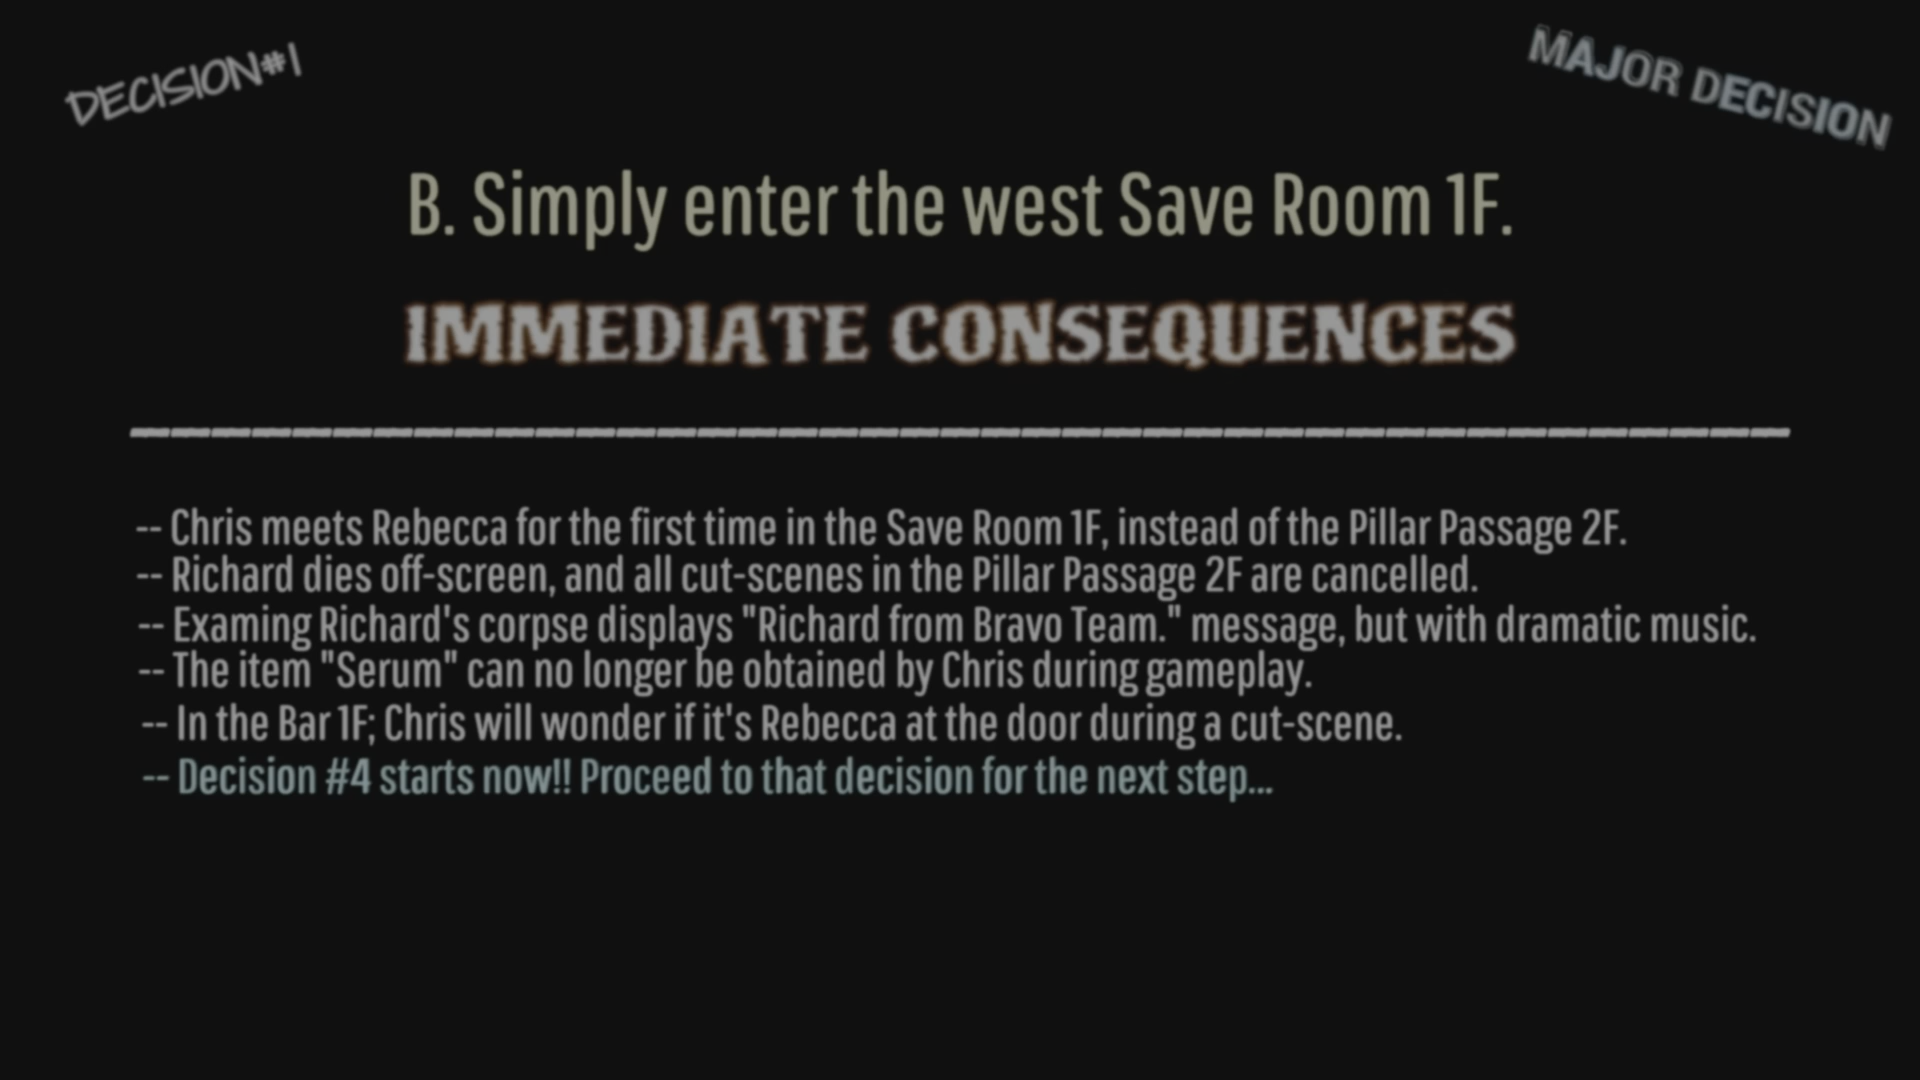 DECISION#1
MAJOR DECISION
B. Simply enter the west Save Room 1F.
IMMEDIATE CONSEQUENCES
-- Chris meets Rebecca for the first time in the Save Room 1F, instead of the Pillar Passage 2F.
-- Richard dies off-screen, and all cut-scenes in the Pillar Passage 2F are cancelled.
-- Examing Richard's corpse displays "Richard from Bravo Team." message, but with dramatic music.
-- The item "Serum" can no longer be obtained by Chris during gameplay.
-- In the Bar 1F; Chris will wonder if it's Rebecca at the door during a cut-scene.
-- Decision #4 starts now!! Proceed to that decision for the next step...